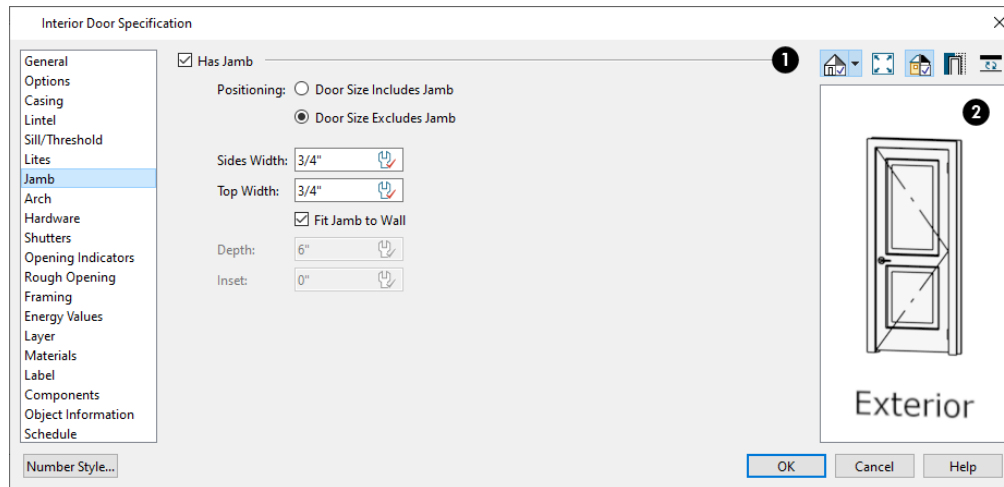 Interior Door Specification
General
Options
Casing
Lintel
Sill/Threshold
Lites
Jamb
Arch
Hardware
Shutters
Opening Indicators
Rough Opening
Framing
Energy Values
Layer
Materials
Label
Components
Object Information
Schedule
Has Jamb
Positioning: Door Size Includes Jamb
Door Size Excludes Jamb
Sides Width: 3/4"
Top Width: 3/4"
Fit Jamb to Wall
Depth: 6"
Inset: 0"
1
2
Exterior
Number Style...
OK Cancel Help